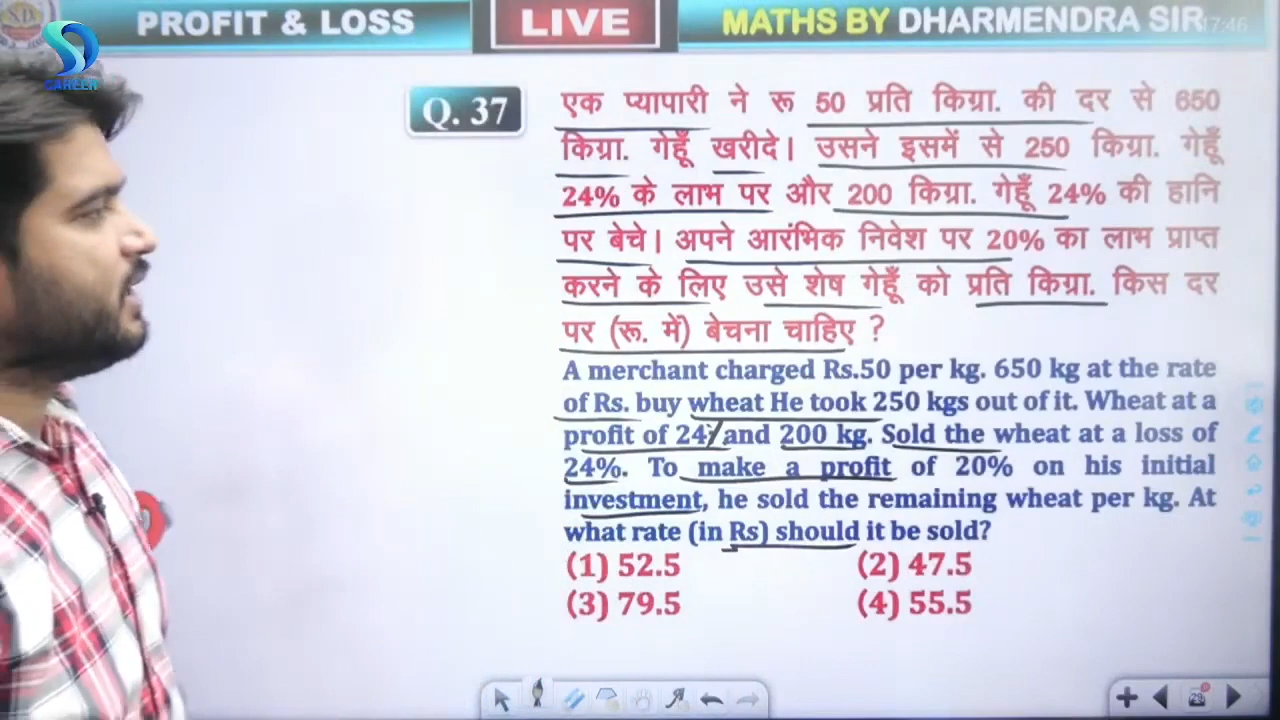 PROFIT & LOSS
LIVE
MATHS BY DHARMENDRA SIR
17:46
CAREER
Q. 37
एक प्यापारी ने रू 50 प्रति किग्रा. की दर से 650
किग्रा. गेहूँ खरीदे। उसने इसमें से 250 किग्रा. गेहूँ
24% के लाभ पर और 200 किग्रा. गेहूँ 24% की हानि
पर बेचे। अपने आरंभिक निवेश पर 20% का लाभ प्राप्त
करने के लिए उसे शेष गेहूँ को प्रति किग्रा. किस दर
पर (रू. में) बेचना चाहिए ?
A merchant charged Rs.50 per kg. 650 kg at the rate
of Rs. buy wheat He took 250 kgs out of it. Wheat at a
profit of 24% and 200 kg. Sold the wheat at a loss of
24%. To make a profit of 20% on his initial
investment, he sold the remaining wheat per kg. At
what rate (in Rs) should it be sold?
(1) 52.5 (2) 47.5
(3) 79.5 (4) 55.5
29